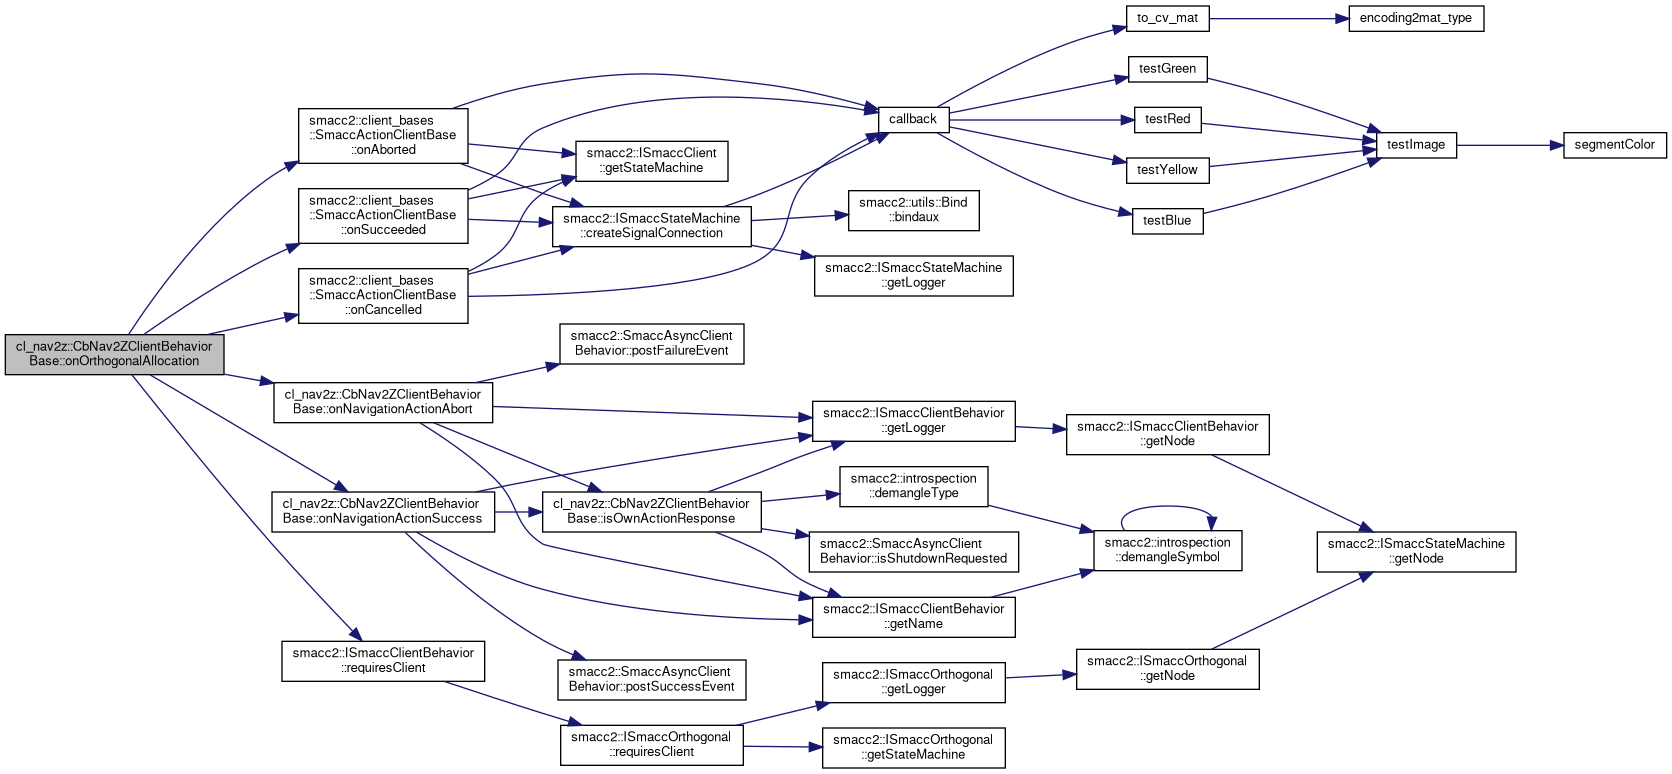 cl_nav2z::CbNav2ZClientBehavior
Base::onOrthogonalAllocation
smacc2::client_bases
::SmaccActionClientBase
::onAborted
smacc2::client_bases
::SmaccActionClientBase
::onSucceeded
smacc2::client_bases
::SmaccActionClientBase
::onCancelled
cl_nav2z::CbNav2ZClientBehavior
Base::onNavigationActionAbort
cl_nav2z::CbNav2ZClientBehavior
Base::onNavigationActionSuccess
smacc2::ISmaccClientBehavior
::requiresClient
smacc2::ISmaccClient
::getStateMachine
smacc2::ISmaccStateMachine
::createSignalConnection
smacc2::SmaccAsyncClient
Behavior::postFailureEvent
cl_nav2z::CbNav2ZClientBehavior
Base::isOwnActionResponse
smacc2::SmaccAsyncClient
Behavior::postSuccessEvent
smacc2::ISmaccOrthogonal
::requiresClient
callback
smacc2::utils::Bind
::bindaux
smacc2::ISmaccStateMachine
::getLogger
smacc2::ISmaccClientBehavior
::getLogger
smacc2::introspection
::demangleType
smacc2::SmaccAsyncClient
Behavior::isShutdownRequested
smacc2::ISmaccClientBehavior
::getName
smacc2::ISmaccOrthogonal
::getLogger
smacc2::ISmaccOrthogonal
::getStateMachine
to_cv_mat
testGreen
testRed
testYellow
testBlue
smacc2::ISmaccClientBehavior
::getNode
smacc2::introspection
::demangleSymbol
smacc2::ISmaccOrthogonal
::getNode
encoding2mat_type
testImage
smacc2::ISmaccStateMachine
::getNode
segmentColor